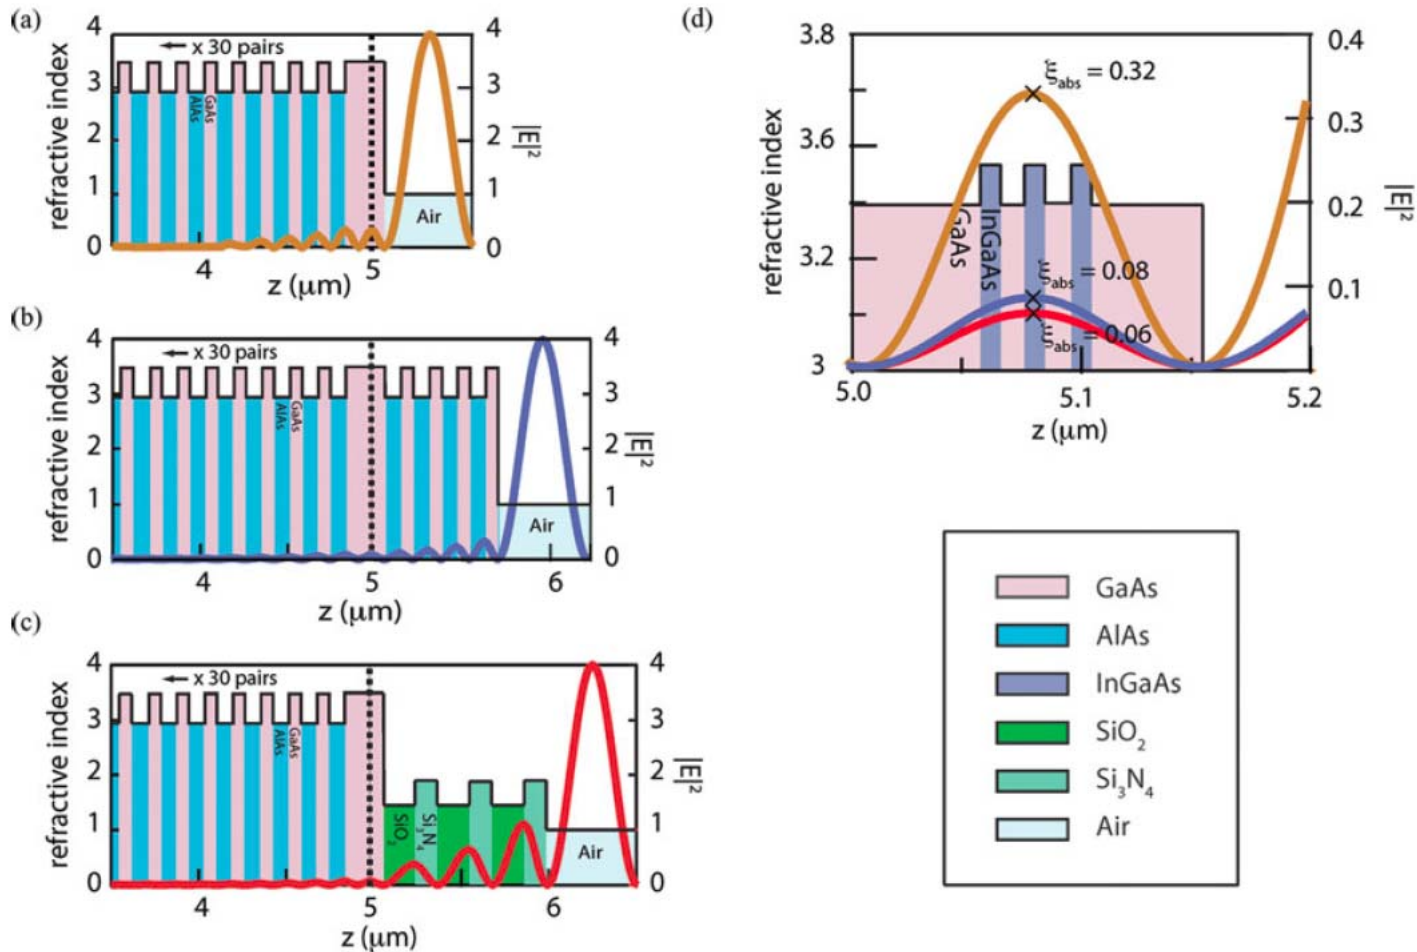 (a)
4
3
2
1
0
refractive index
← x 30 pairs
AlAs
GaAs
Air
4
3
2
1
0
|E|²
4
5
z (μm)
(b)
4
3
2
1
0
refractive index
← x 30 pairs
AlAs
GaAs
Air
4
3
2
1
0
|E|²
4
5
6
z (μm)
(c)
4
3
2
1
0
refractive index
← x 30 pairs
AlAs
GaAs
SiO₂
Si₃N₄
Air
4
3
2
1
0
|E|²
4
5
6
z (μm)
(d)
3.8
3.6
3.2
3
refractive index
ξabs = 0.32
GaAs
InGaAs
ξabs = 0.08
ξabs = 0.06
0.4
0.3
0.2
0.1
|E|²
5.0
5.1
5.2
z (μm)
GaAs
AlAs
InGaAs
SiO₂
Si₃N₄
Air